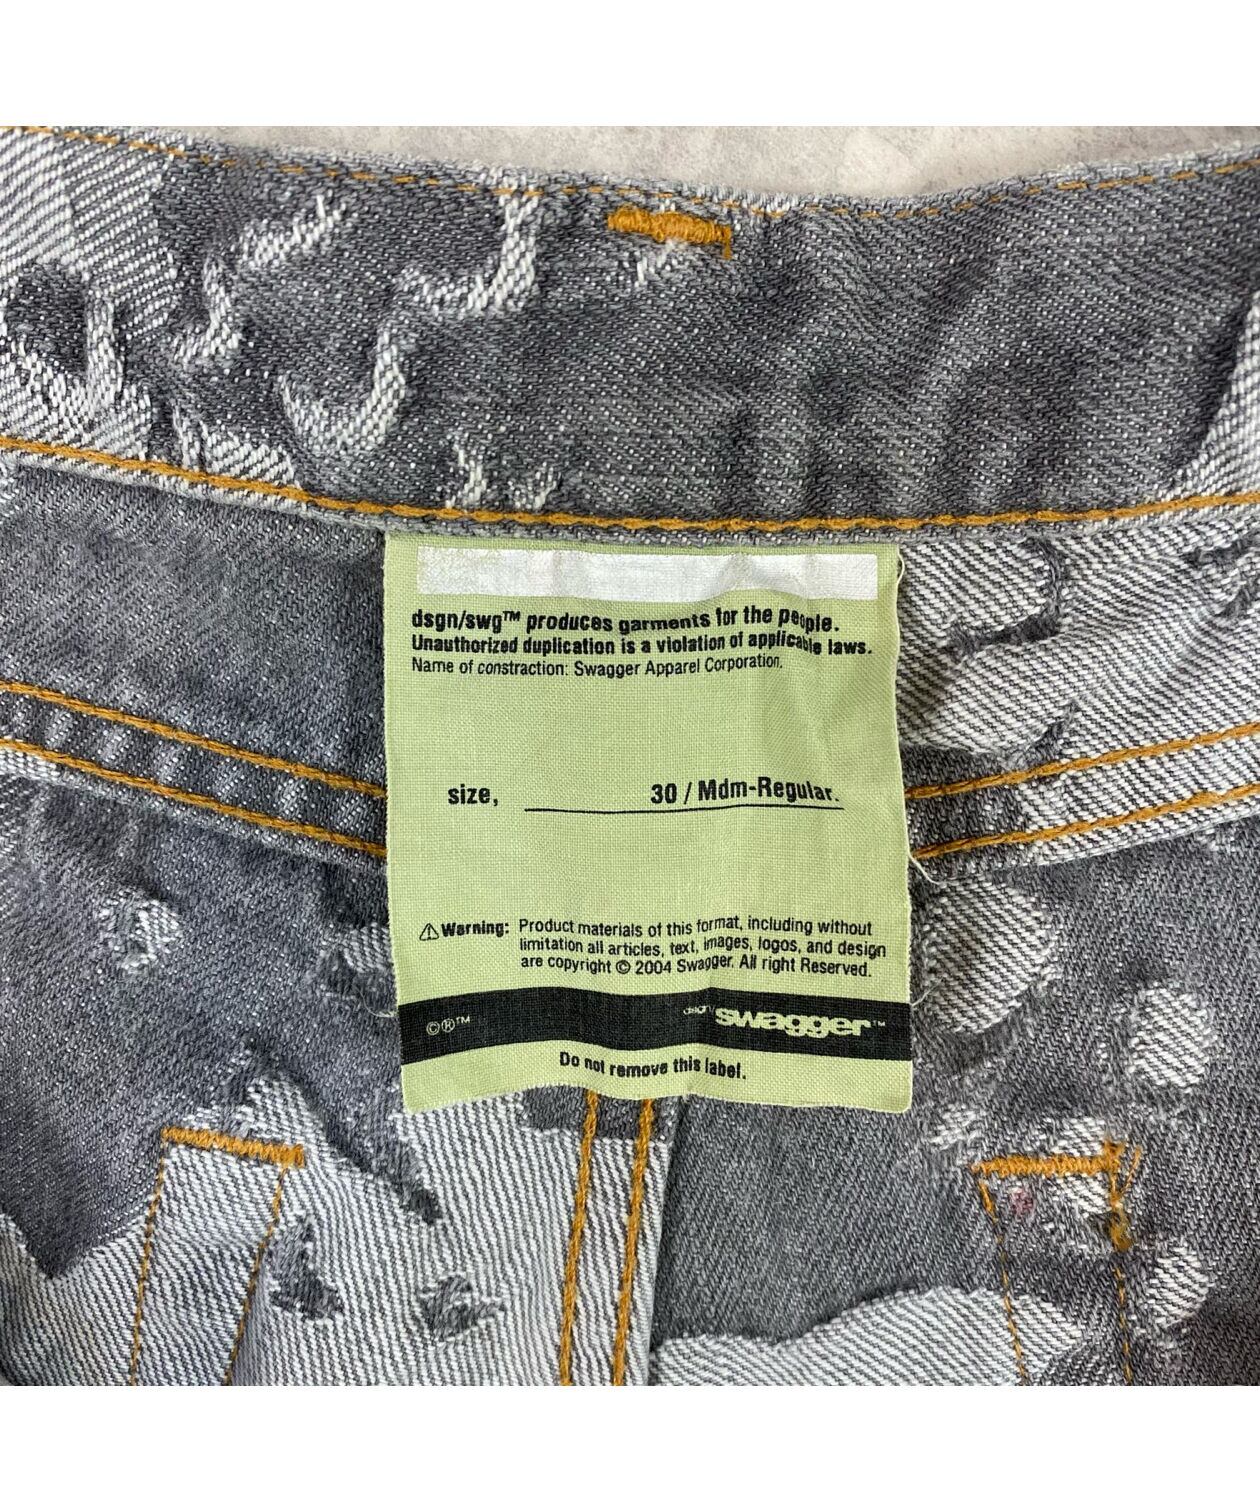 dsgn/swg™ produces garments for the people.
Unauthorized duplication is a violation of applicable laws.
Name of constraction: Swagger Apparel Corporation.
size, 30 / Mdm-Regular.
⚠Warning: Product materials of this format, including without
limitation all articles, text, images, logos, and design
are copyright © 2004 Swagger. All right Reserved.
©®™ dsgn/swagger™
Do not remove this label.